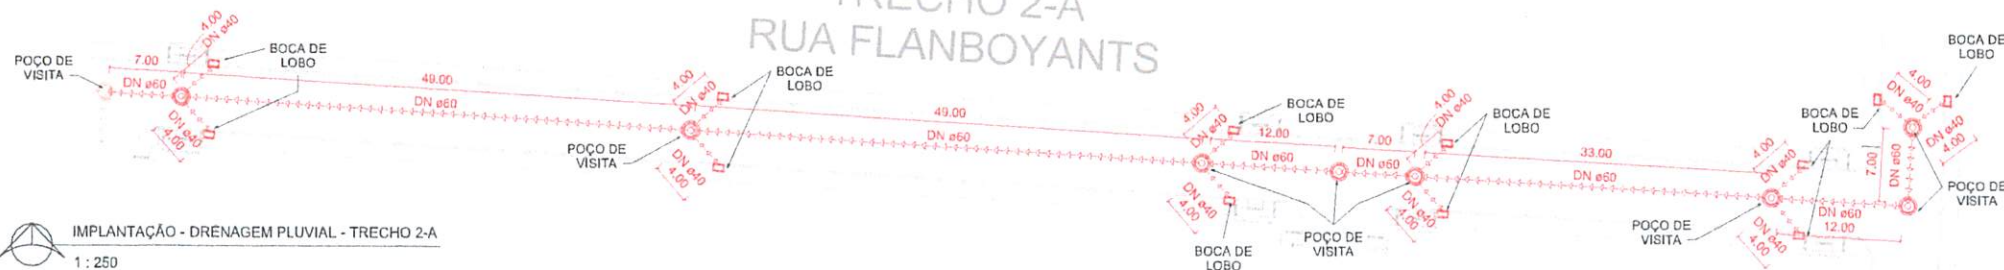 TRECHO 2-A
RUA FLANBOYANTS
POÇO DE
VISITA
7.00
DN ø60
4.00
DN ø40
BOCA DE
LOBO
DN ø40
4.00
49.00
DN ø60
4.00
DN ø40
BOCA DE
LOBO
POÇO DE
VISITA
DN ø40
4.00
49.00
DN ø60
4.00
DN ø40
BOCA DE
LOBO
12.00
DN ø60
DN ø40
4.00
BOCA DE
LOBO
POÇO DE
VISITA
7.00
DN ø60
4.00
DN ø40
BOCA DE
LOBO
DN ø40
4.00
33.00
DN ø60
4.00
DN ø40
BOCA DE
LOBO
POÇO DE
VISITA
DN ø40
4.00
DN ø60
12.00
7.00
DN ø60
4.00
DN ø40
BOCA DE
LOBO
DN ø40
4.00
POÇO DE
VISITA
IMPLANTAÇÃO - DRENAGEM PLUVIAL - TRECHO 2-A
1 : 250